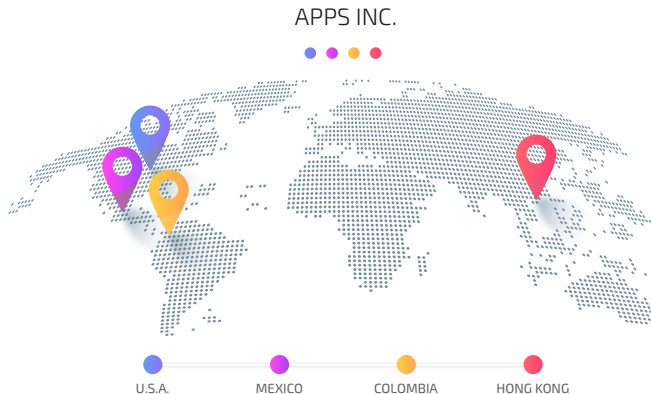 APPS INC.
U.S.A.
MEXICO
COLOMBIA
HONG KONG